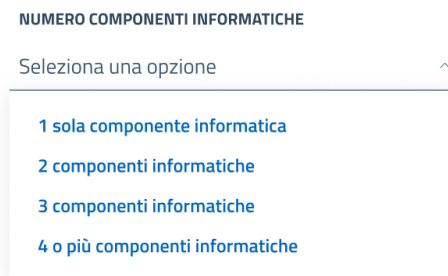 NUMERO COMPONENTI INFORMATICHE
Seleziona una opzione
1 sola componente informatica
2 componenti informatiche
3 componenti informatiche
4 o più componenti informatiche